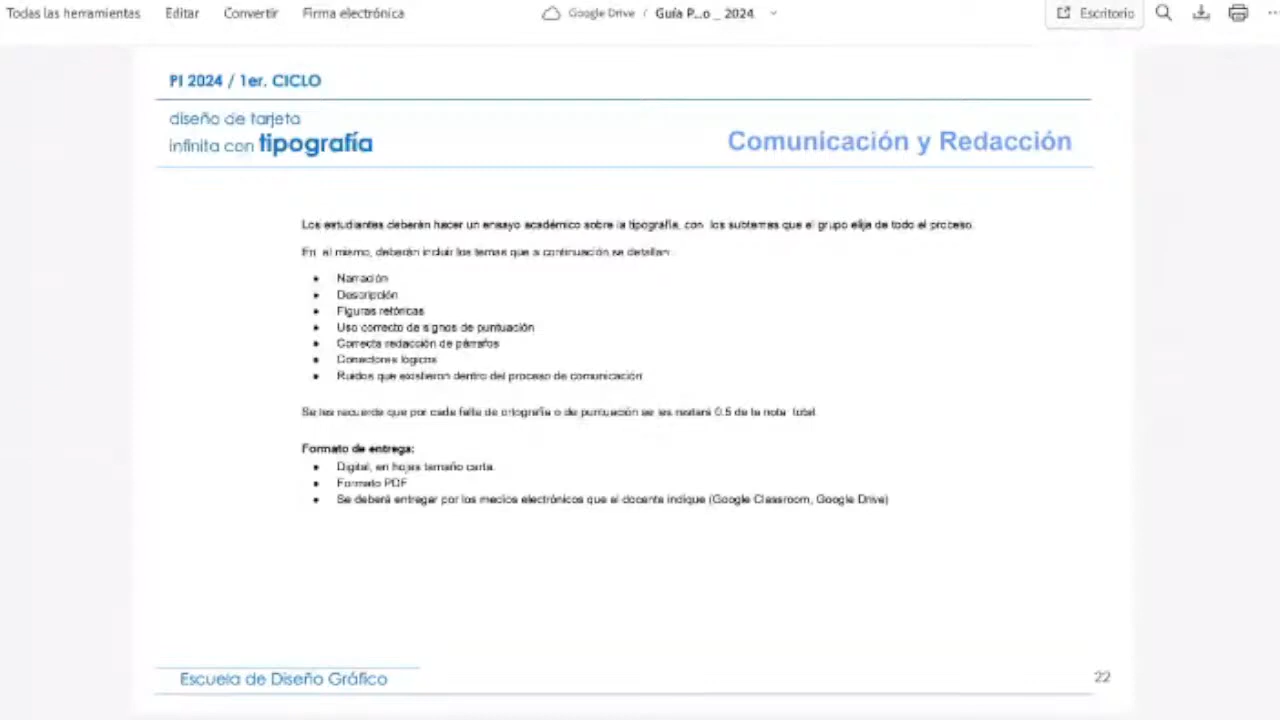 Todas las herramientas Editar Convertir Firma electrónica Google Drive / Guía P...o _ 2024 Escritorio
PI 2024 / 1er. CICLO
diseño de tarjeta
infinita con tipografía
Comunicación y Redacción
Los estudiantes deberán hacer un ensayo académico sobre la tipografía, con los subtemas que el grupo elija de todo el proceso.
En el mismo, deberán incluir los temas que a continuación se detallan:
• Narración
• Descripción
• Figuras retóricas
• Uso correcto de signos de puntuación
• Correcta redacción de párrafos
• Conectores lógicos
• Ruidos que existieron dentro del proceso de comunicación
Se les recuerda que por cada falta de ortografía o de puntuación se les restará 0.5 de la nota total.
Formato de entrega:
• Digital, en hojas tamaño carta.
• Formato PDF
• Se deberá entregar por los medios electrónicos que el docente indique (Google Classroom, Google Drive)
Escuela de Diseño Gráfico
22